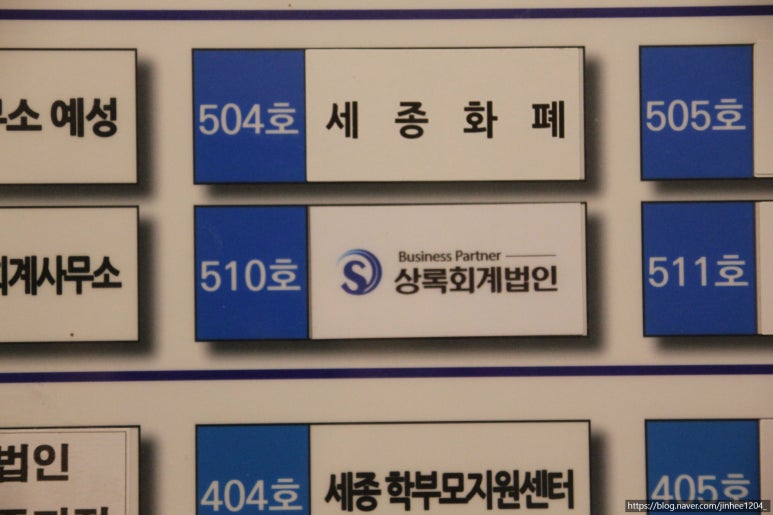 소 예성
504호
세 종 화 폐
505호
회계사무소
510호
Business Partner
상록회계법인
511호
법인
404호
세종 학부모지원센터
405호
https://blog.naver.com/jinhee1204_